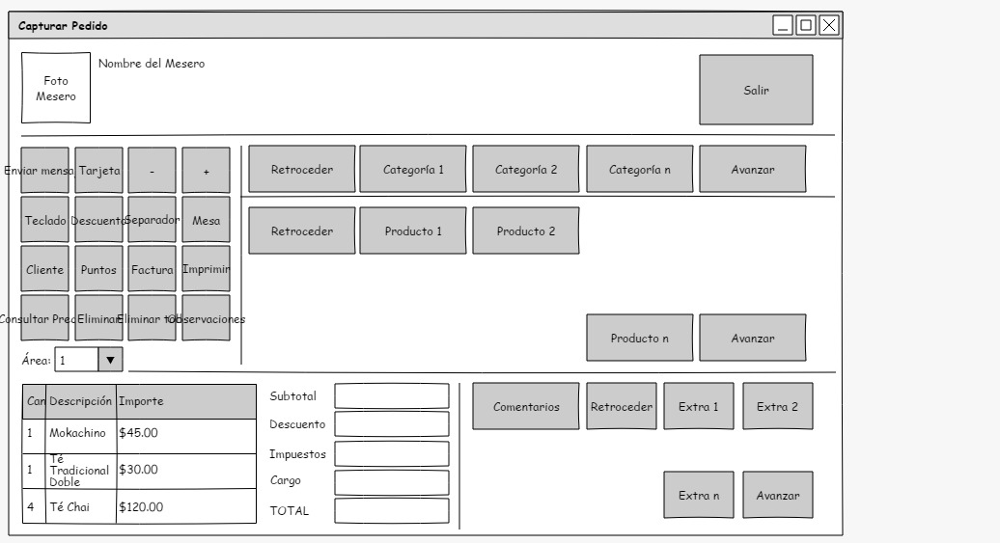 Capturar Pedido
Foto
Mesero
Nombre del Mesero
Salir
Enviar mensa
Tarjeta
-
+
Teclado
Descuento
Separador
Mesa
Cliente
Puntos
Factura
Imprimir
Consultar Prec
Eliminar
Eliminar tod
Observaciones
Área: 1
Retroceder
Categoría 1
Categoría 2
Categoría n
Avanzar
Retroceder
Producto 1
Producto 2
Producto n
Avanzar
Can Descripción Importe
1 Mokachino $45.00
1 Té Tradicional Doble $30.00
4 Té Chai $120.00
Subtotal
Descuento
Impuestos
Cargo
TOTAL
Comentarios
Retroceder
Extra 1
Extra 2
Extra n
Avanzar